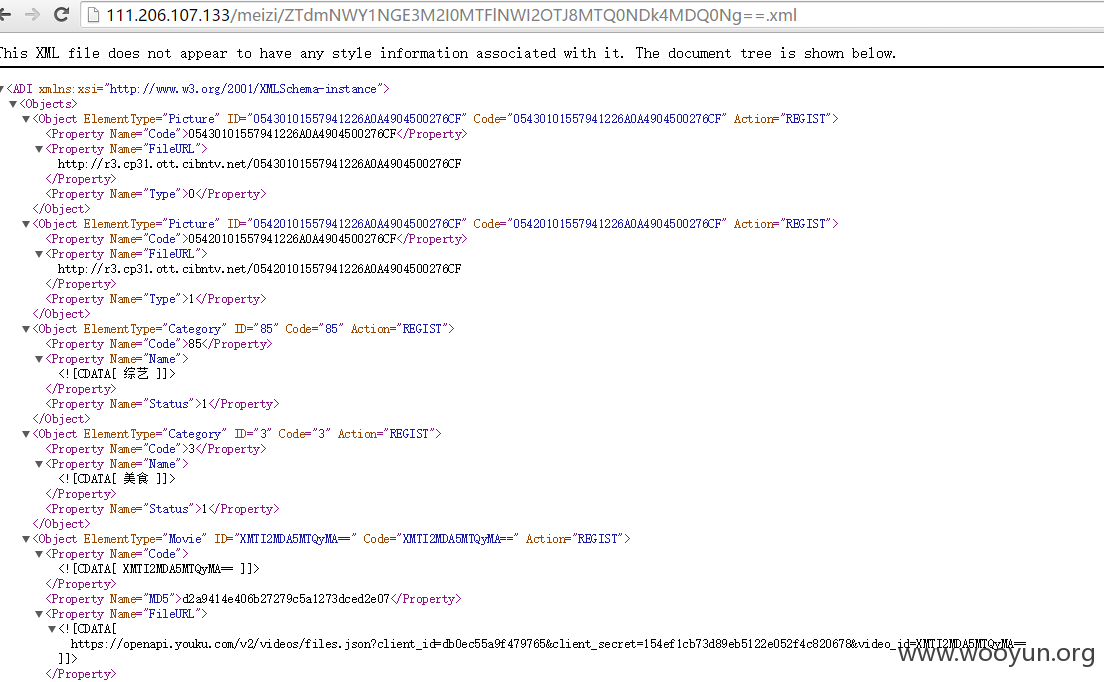 111.206.107.133/meizi/ZTdmNWY1NGE3M2I0MTFlNWI2OTJ8MTQ0NDk4MDQ0Ng==.xml
This XML file does not appear to have any style information associated with it. The document tree is shown below.
▼<ADI xmlns:xsi="http://www.w3.org/2001/XMLSchema-instance">
▼<Objects>
▼<Object ElementType="Picture" ID="05430101557941226A0A4904500276CF" Code="05430101557941226A0A4904500276CF" Action="REGIST">
<Property Name="Code">05430101557941226A0A4904500276CF</Property>
▼<Property Name="FileURL">
http://r3.cp31.ott.cibntv.net/05430101557941226A0A4904500276CF
</Property>
<Property Name="Type">0</Property>
</Object>
▼<Object ElementType="Picture" ID="05420101557941226A0A4904500276CF" Code="05420101557941226A0A4904500276CF" Action="REGIST">
<Property Name="Code">05420101557941226A0A4904500276CF</Property>
▼<Property Name="FileURL">
http://r3.cp31.ott.cibntv.net/05420101557941226A0A4904500276CF
</Property>
<Property Name="Type">1</Property>
</Object>
▼<Object ElementType="Category" ID="85" Code="85" Action="REGIST">
<Property Name="Code">85</Property>
▼<Property Name="Name">
<![CDATA[ 综艺 ]]>
</Property>
<Property Name="Status">1</Property>
</Object>
▼<Object ElementType="Category" ID="3" Code="3" Action="REGIST">
<Property Name="Code">3</Property>
▼<Property Name="Name">
<![CDATA[ 美食 ]]>
</Property>
<Property Name="Status">1</Property>
</Object>
▼<Object ElementType="Movie" ID="XMTI2MDA5MTQyMA==" Code="XMTI2MDA5MTQyMA==" Action="REGIST">
▼<Property Name="Code">
<![CDATA[ XMTI2MDA5MTQyMA== ]]>
</Property>
<Property Name="MD5">d2a9414e406b27279c5a1273dced2e07</Property>
▼<Property Name="FileURL">
▼<![CDATA[
https://openapi.youku.com/v2/videos/files.json?client_id=db0ec55a9f479765&client_secret=154ef1cb73d89eb5122e052f4c820678&video_id=XMTI2MDA5MTQyMA==
]]>
</Property>
www.wooyun.org